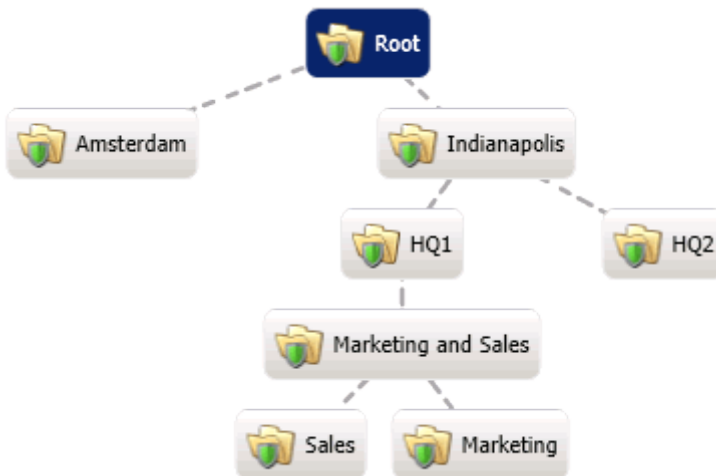 Root
Amsterdam
Indianapolis
HQ1
HQ2
Marketing and Sales
Sales
Marketing